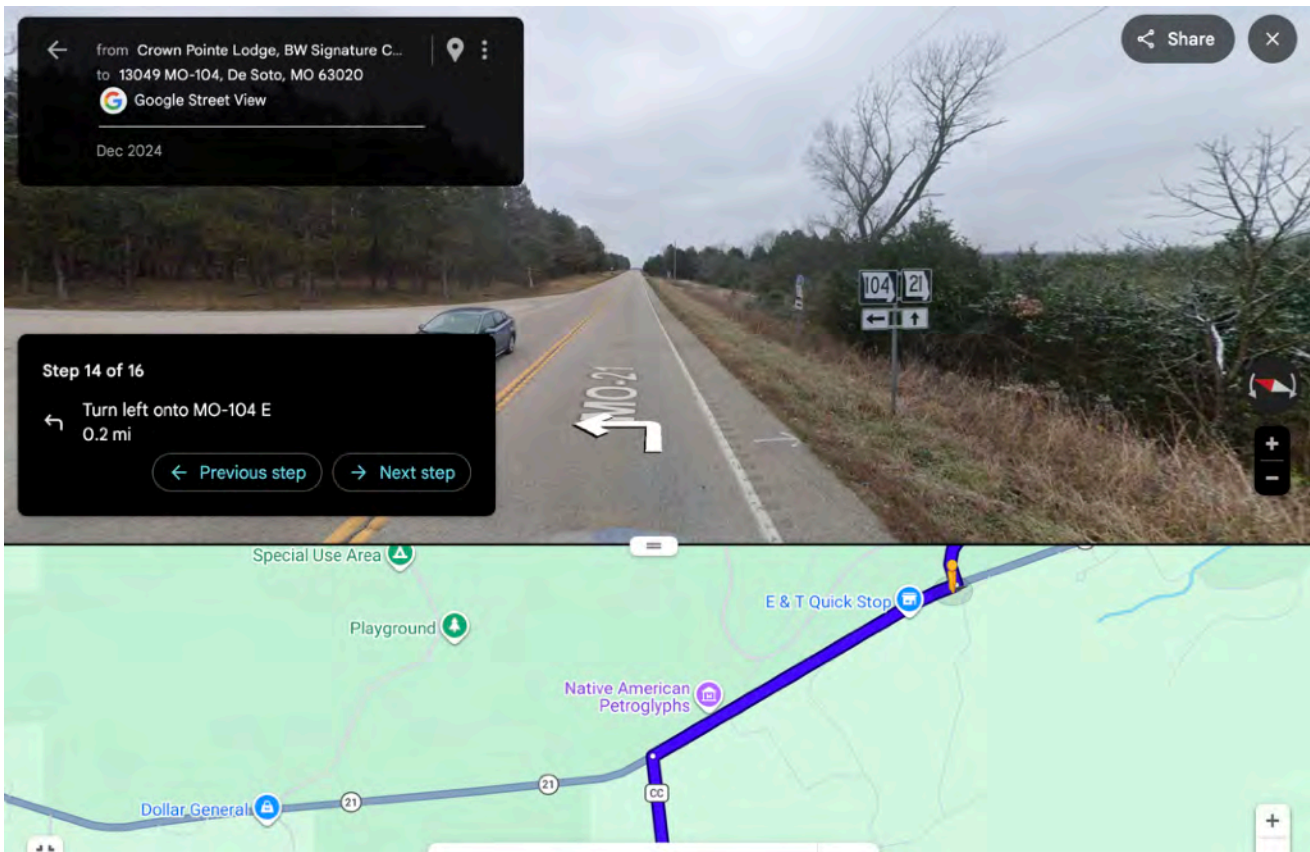 from Crown Pointe Lodge, BW Signature C...
to 13049 MO-104, De Soto, MO 63020
Google Street View
Dec 2024
Share
104 21
MO-21
Step 14 of 16
Turn left onto MO-104 E
0.2 mi
Previous step
Next step
Special Use Area
E & T Quick Stop
Playground
Native American
Petroglyphs
21
CC
21
Dollar General